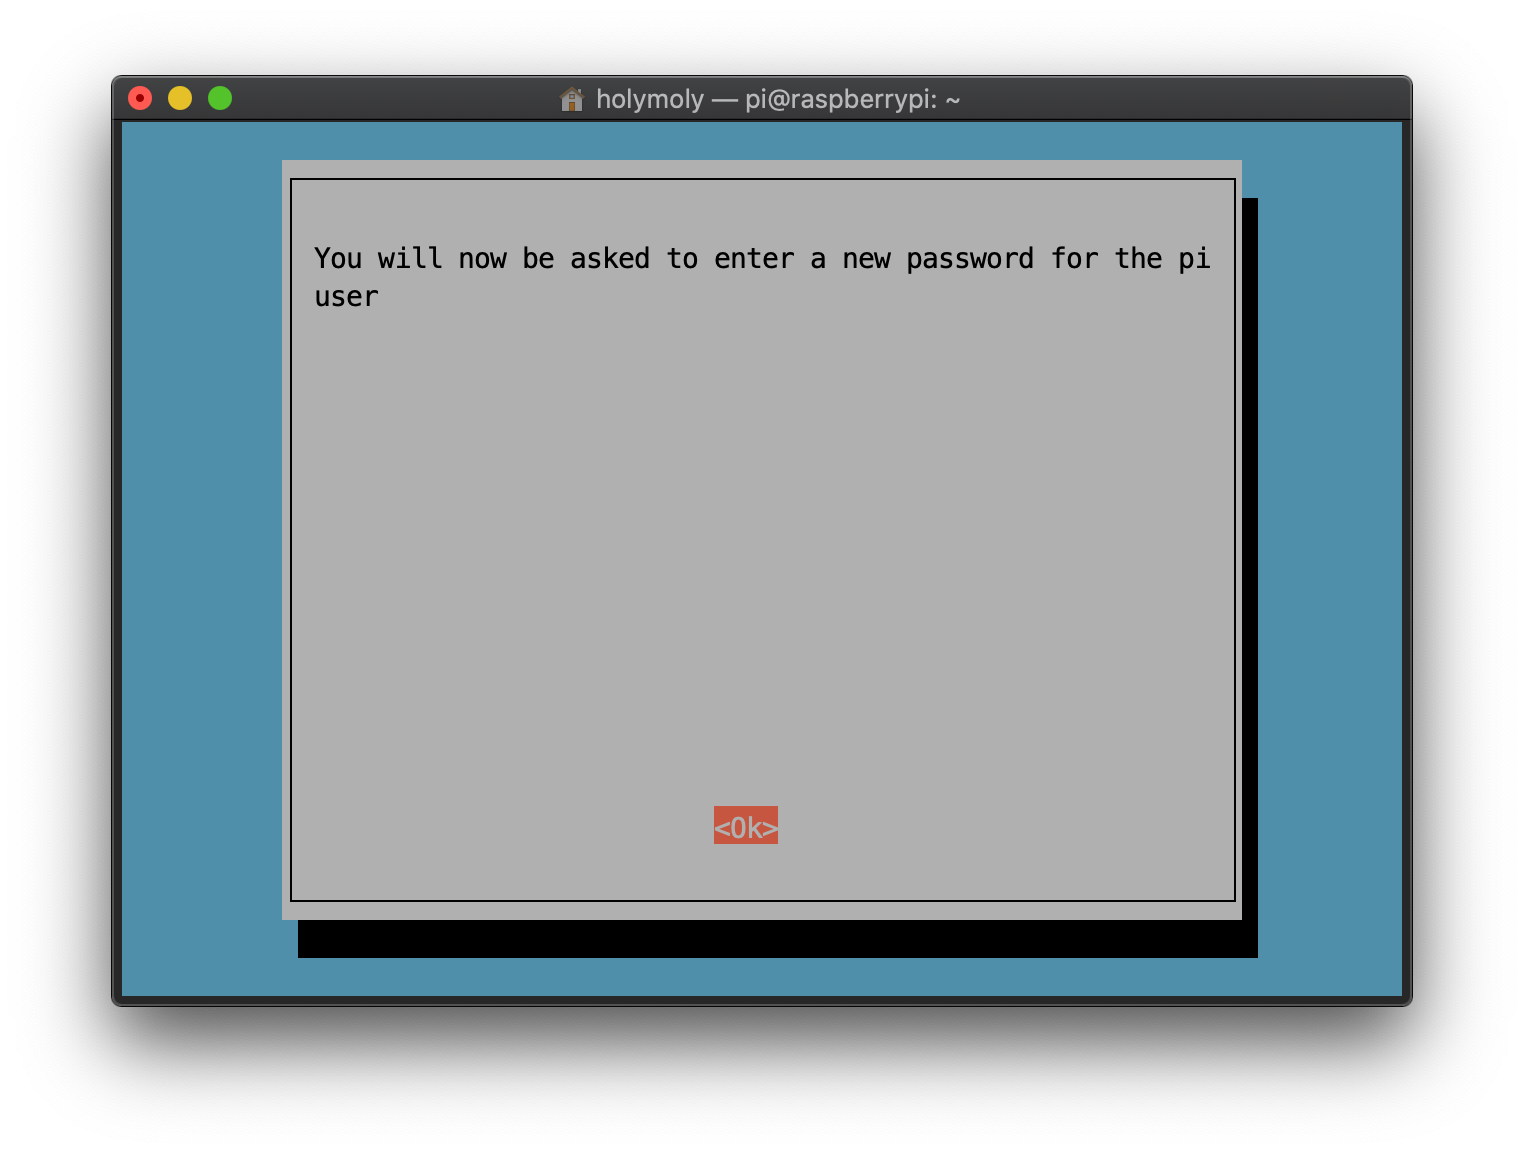 holymoly — pi@raspberrypi: ~
You will now be asked to enter a new password for the pi
user
<Ok>